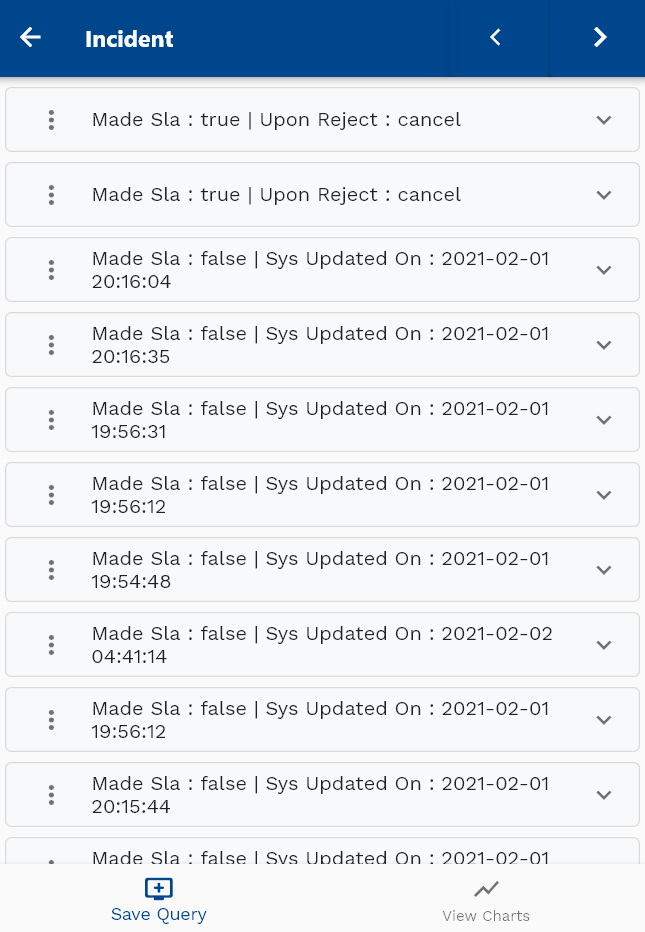 Incident
Made Sla : true | Upon Reject : cancel
Made Sla : true | Upon Reject : cancel
Made Sla : false | Sys Updated On : 2021-02-01
20:16:04
Made Sla : false | Sys Updated On : 2021-02-01
20:16:35
Made Sla : false | Sys Updated On : 2021-02-01
19:56:31
Made Sla : false | Sys Updated On : 2021-02-01
19:56:12
Made Sla : false | Sys Updated On : 2021-02-01
19:54:48
Made Sla : false | Sys Updated On : 2021-02-02
04:41:14
Made Sla : false | Sys Updated On : 2021-02-01
19:56:12
Made Sla : false | Sys Updated On : 2021-02-01
20:15:44
Made Sla : false | Sys Updated On : 2021-02-01
Save Query
View Charts